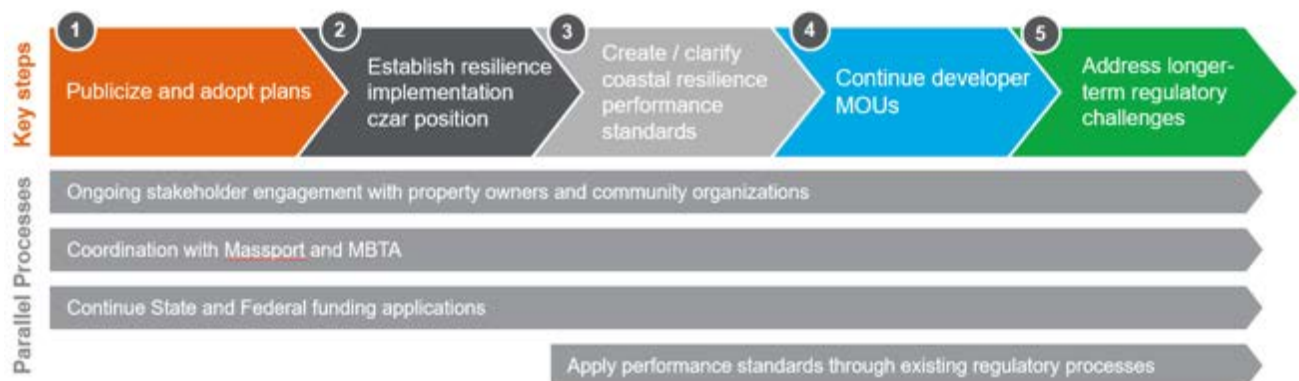 Key steps
1
Publicize and adopt plans
2
Establish resilience
implementation
czar position
3
Create / clarify
coastal resilience
performance
standards
4
Continue developer
MOUs
5
Address longer-
term regulatory
challenges
Parallel Processes
Ongoing stakeholder engagement with property owners and community organizations
Coordination with Massport and MBTA
Continue State and Federal funding applications
Apply performance standards through existing regulatory processes